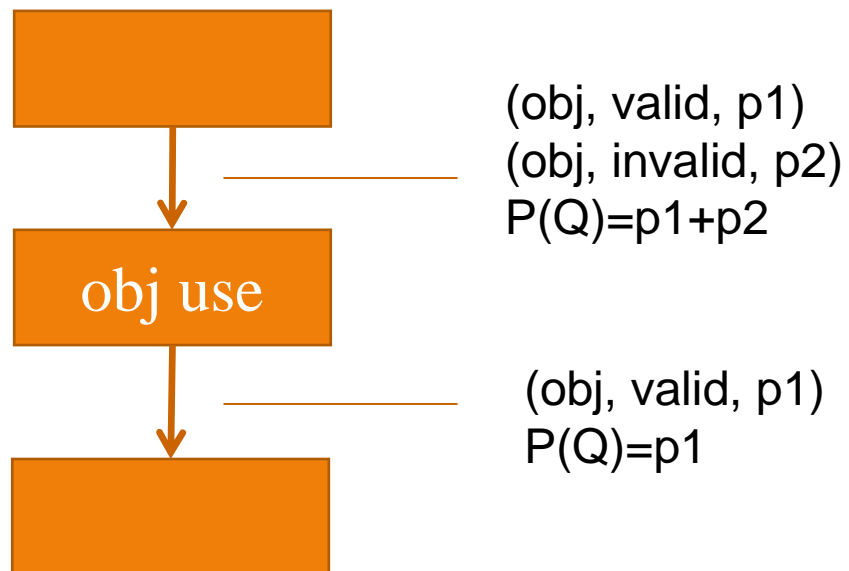 (obj, valid, p1)
(obj, invalid, p2)
P(Q)=p1+p2
obj use
(obj, valid, p1)
P(Q)=p1